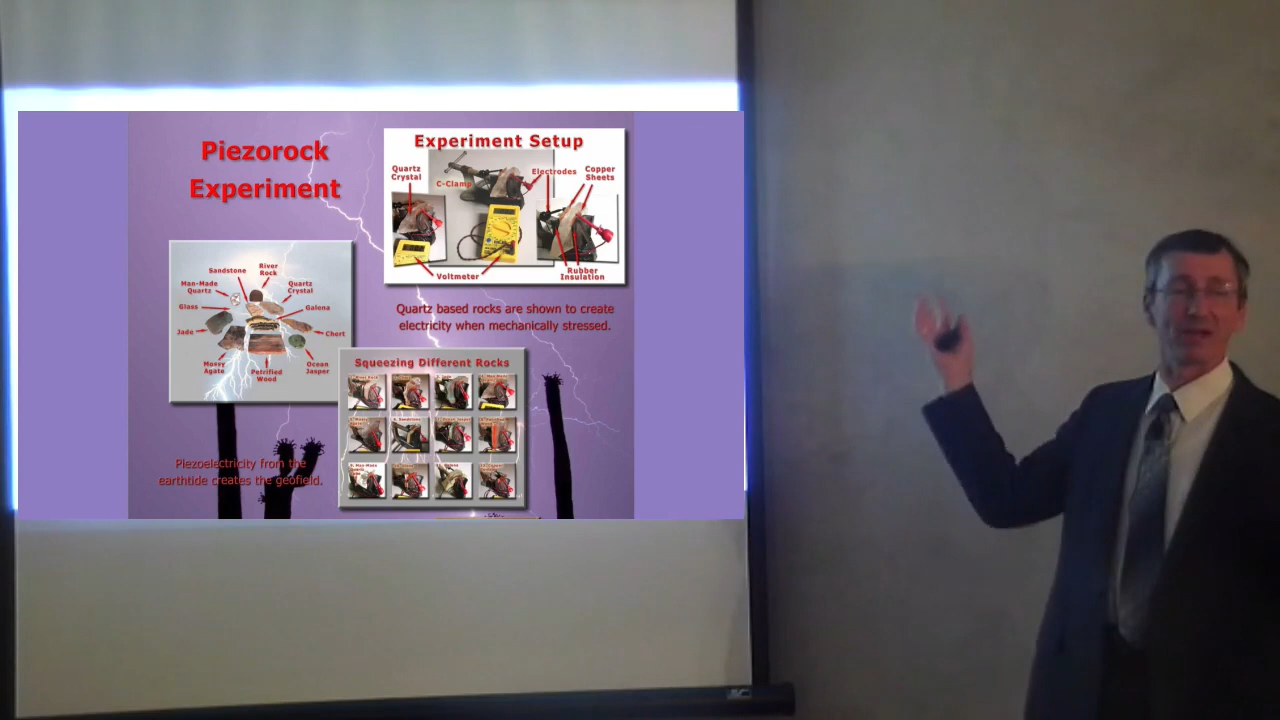 Piezorock
Experiment
Experiment Setup
Quartz
Crystal
C-Clamp
Electrodes
Copper
Sheets
Voltmeter
Rubber
Insulation
Quartz based rocks are shown to create
electricity when mechanically stressed.
Sandstone
River
Rock
Man-Made
Quartz
Quartz
Crystal
Glass
Galena
Jade
Chert
Mossy
Agate
Petrified
Wood
Ocean
Jasper
Squeezing Different Rocks
Piezoelectricity from the
earthtide creates the geofield.